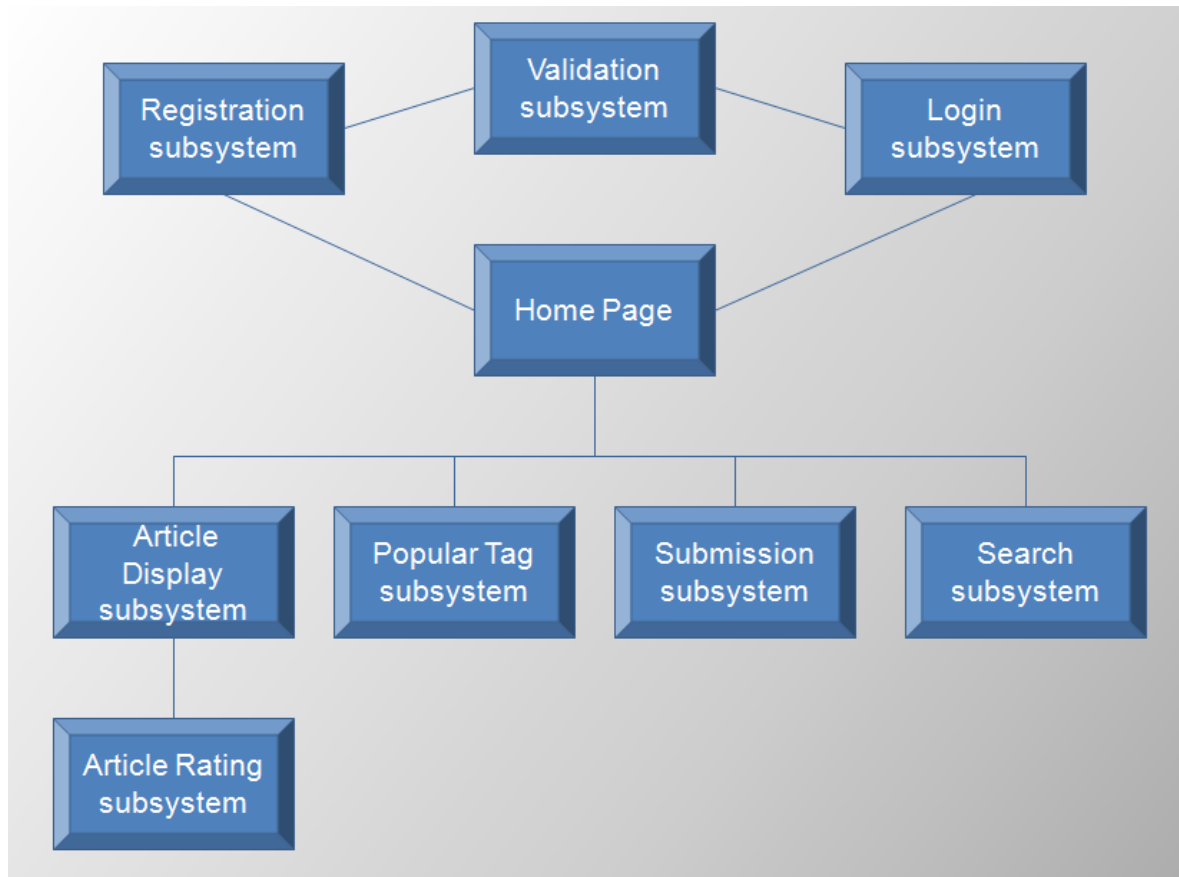 Validation
subsystem
Registration
subsystem
Login
subsystem
Home Page
Article
Display
subsystem
Popular Tag
subsystem
Submission
subsystem
Search
subsystem
Article Rating
subsystem